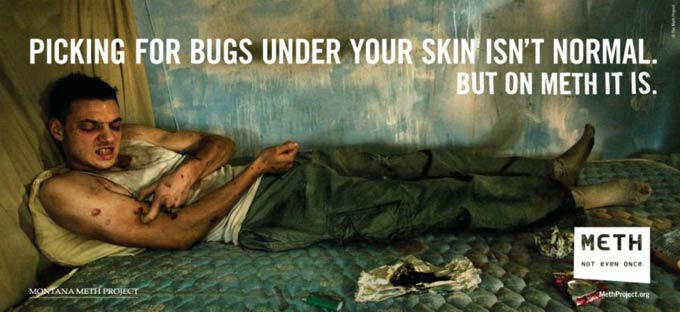 PICKING FOR BUGS UNDER YOUR SKIN ISN'T NORMAL.
BUT ON METH IT IS.
METH
NOT EVEN ONCE.
MONTANA METH PROJECT
MethProject.org